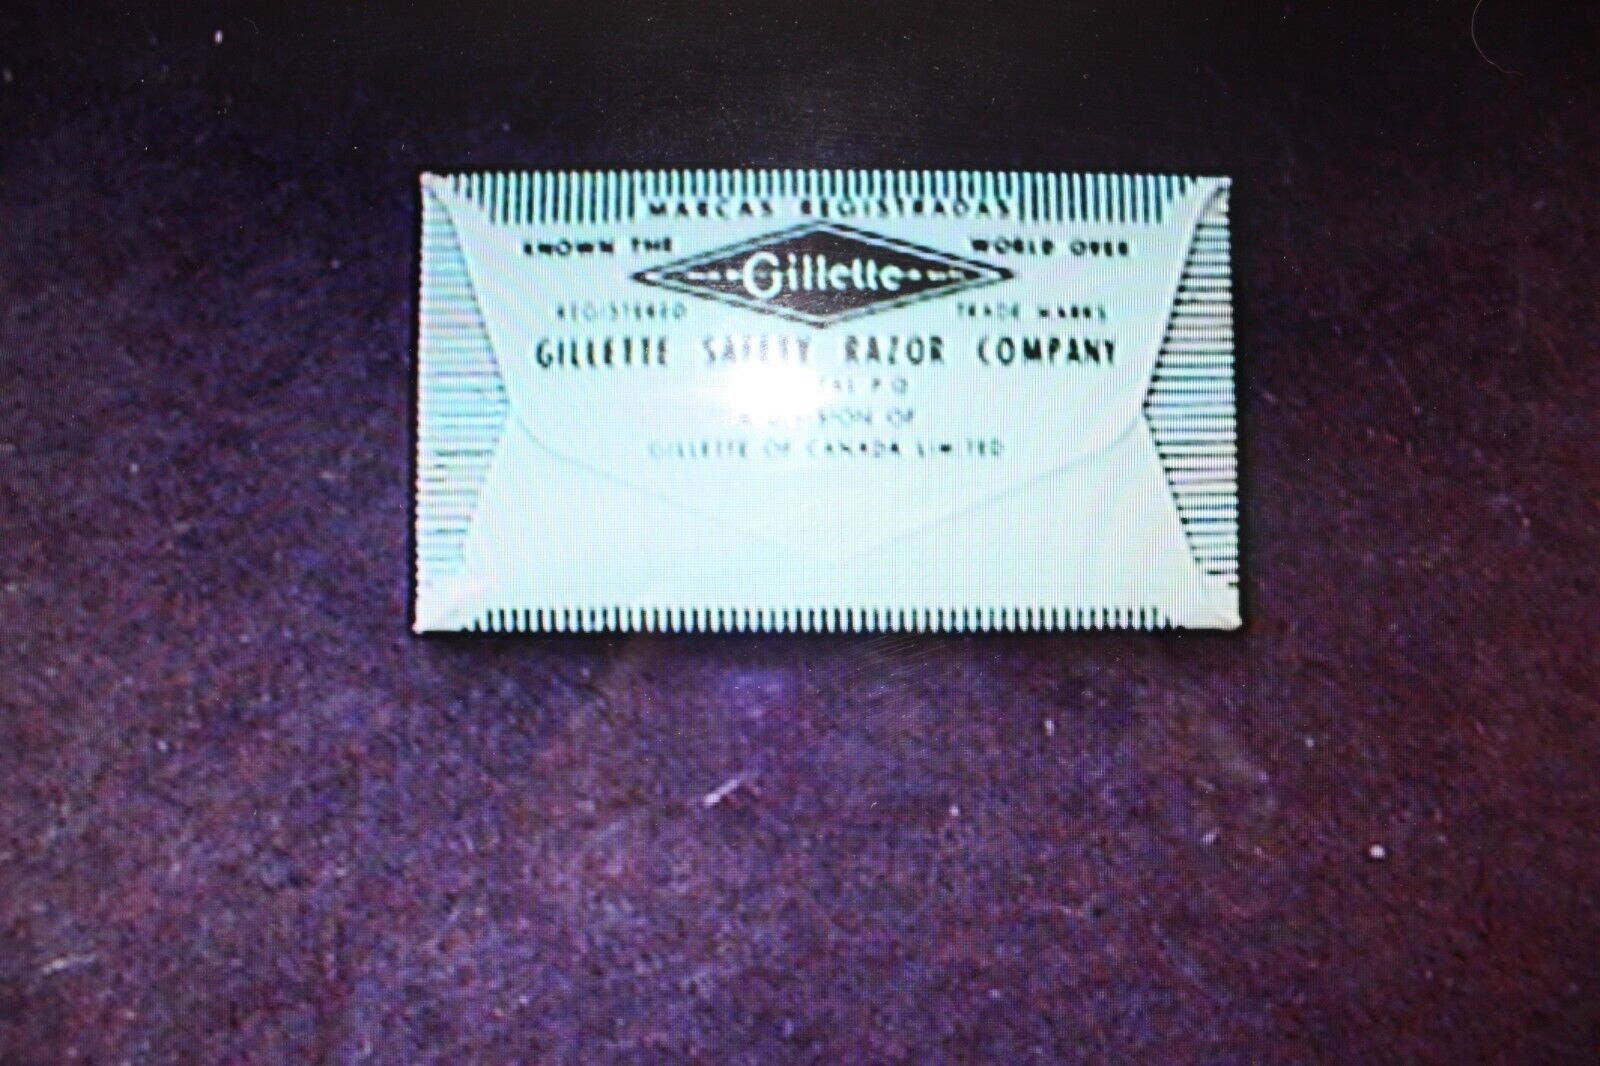 MARCAS REGISTRADAS
KNOWN THE WORLD OVER
Gillette
REGISTERED TRADE MARKS
GILLETTE SAFETY RAZOR COMPANY
P.Q.
DIVISION OF
GILLETTE OF CANADA LIMITED